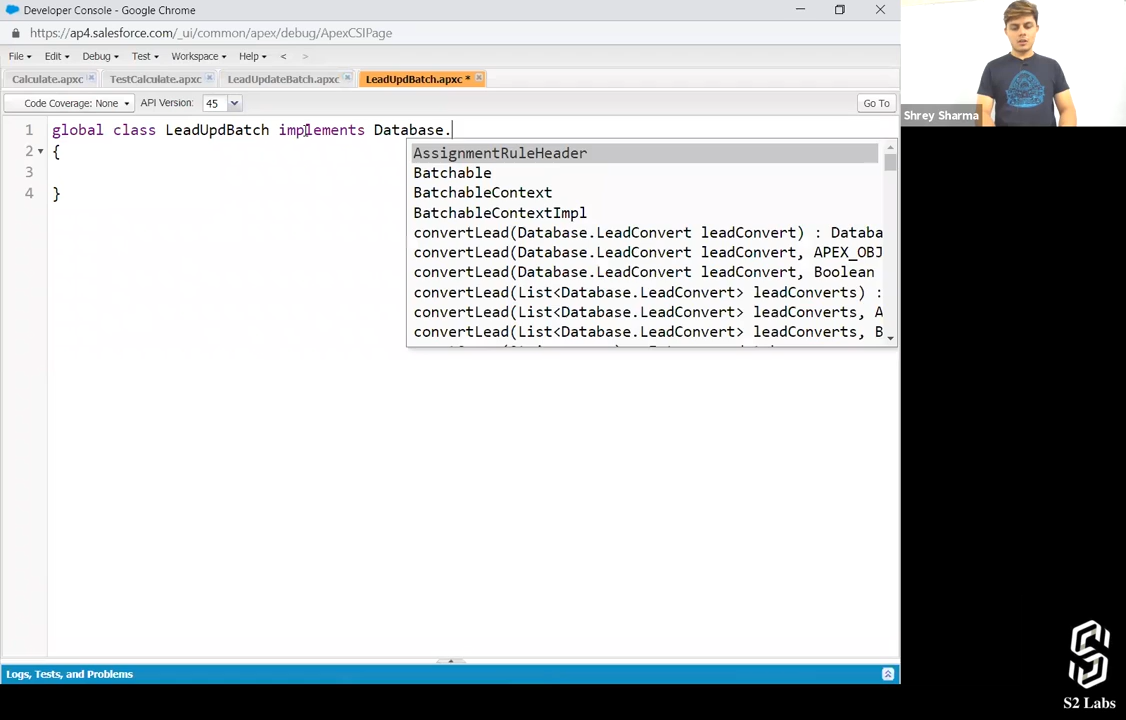 Developer Console - Google Chrome
https://ap4.salesforce.com/_ui/common/apex/debug/ApexCSIPage
File Edit Debug Test Workspace Help < >
Calculate.apxc TestCalculate.apxc LeadUpdateBatch.apxc LeadUpdBatch.apxc *
Code Coverage: None API Version: 45 Go To
1 global class LeadUpdBatch implements Database.
2 {
3
4 }
AssignmentRuleHeader
Batchable
BatchableContext
BatchableContextImpl
convertLead(Database.LeadConvert leadConvert) : Databa
convertLead(Database.LeadConvert leadConvert, APEX_OBJ
convertLead(Database.LeadConvert leadConvert, Boolean
convertLead(List<Database.LeadConvert> leadConverts) :
convertLead(List<Database.LeadConvert> leadConverts, A
convertLead(List<Database.LeadConvert> leadConverts, B
Logs, Tests, and Problems
Shrey Sharma
S2 Labs